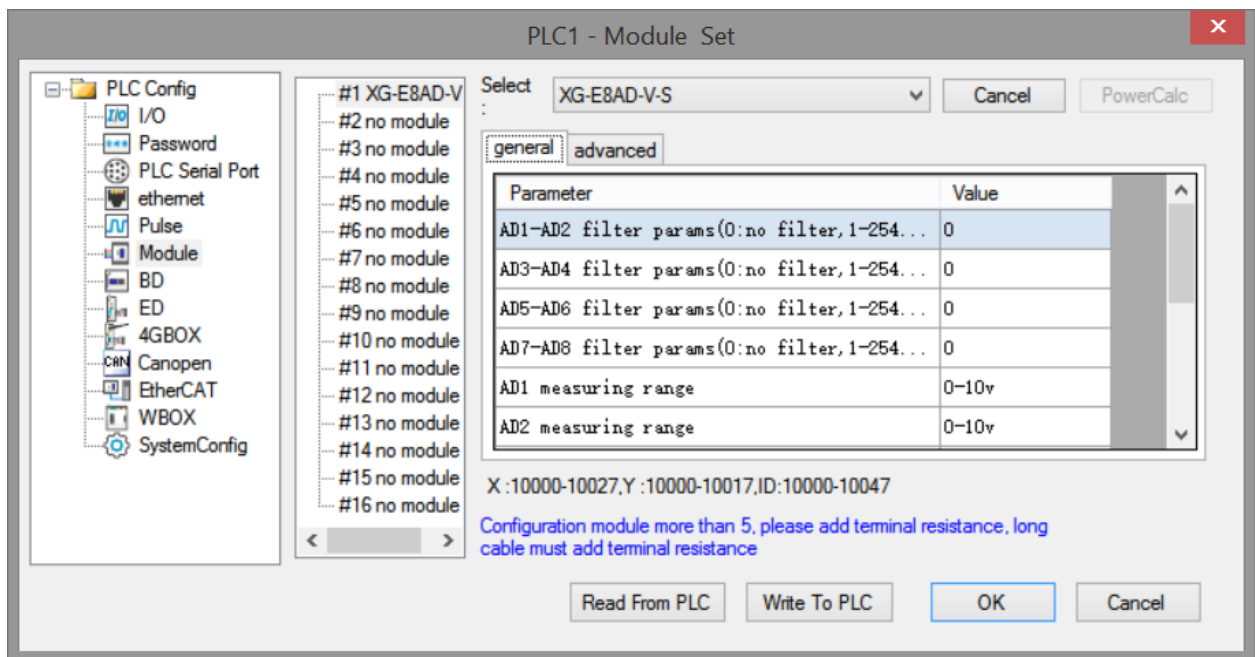 PLC1 - Module Set
PLC Config
I/O
I/O
Password
PLC Serial Port
ethernet
Pulse
Module
BD
ED
4GBOX
CAN
Canopen
EtherCAT
WBOX
SystemConfig
#1 XG-E8AD-V
#2 no module
#3 no module
#4 no module
#5 no module
#6 no module
#7 no module
#8 no module
#9 no module
#10 no module
#11 no module
#12 no module
#13 no module
#14 no module
#15 no module
#16 no module
Select :
XG-E8AD-V-S
Cancel
PowerCalc
general
advanced
Parameter Value
AD1-AD2 filter params(0:no filter,1-254... 0
AD3-AD4 filter params(0:no filter,1-254... 0
AD5-AD6 filter params(0:no filter,1-254... 0
AD7-AD8 filter params(0:no filter,1-254... 0
AD1 measuring range 0-10v
AD2 measuring range 0-10v
X :10000-10027,Y :10000-10017,ID:10000-10047
Configuration module more than 5, please add terminal resistance, long
cable must add terminal resistance
Read From PLC
Write To PLC
OK
Cancel